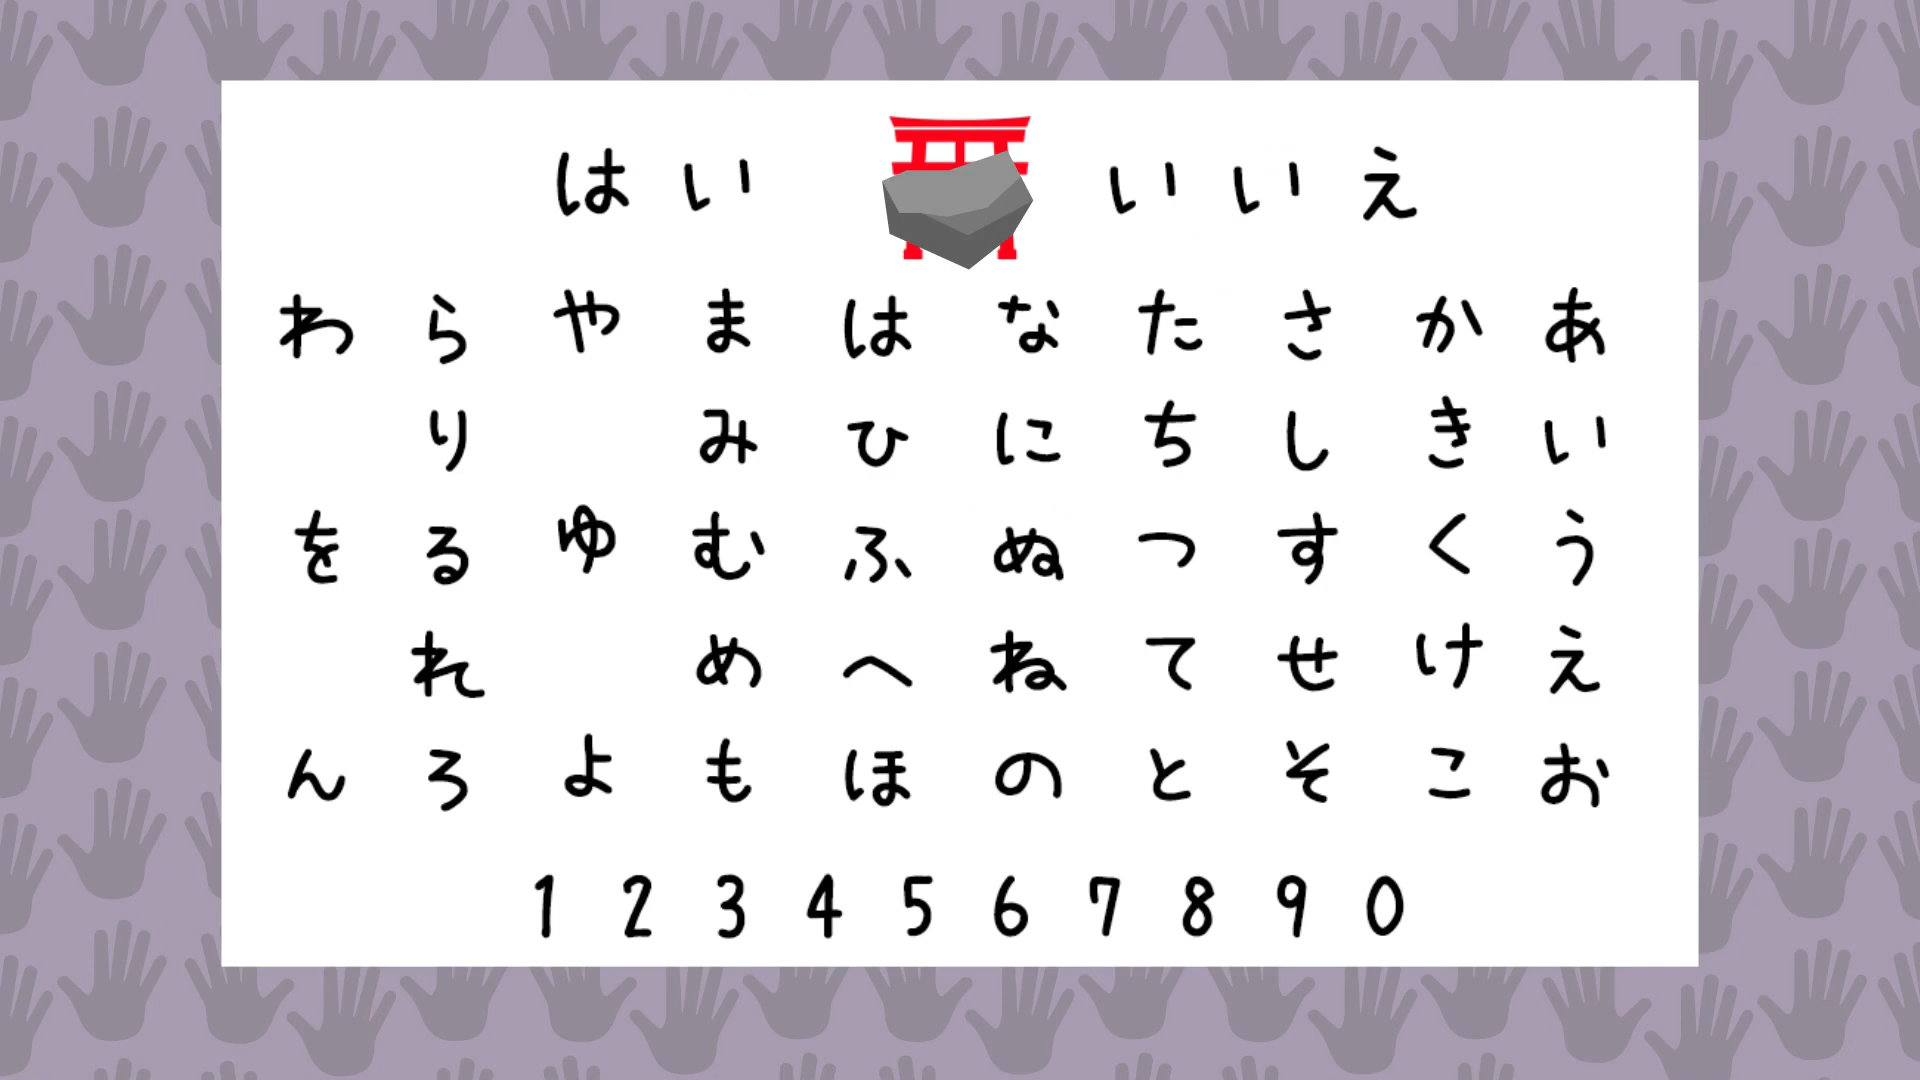 はい いいえ
わ ら や ま は な た さ か あ
り み ひ に ち し き い
を る ゆ む ふ ぬ つ す く う
れ め へ ね て せ け え
ん ろ よ も ほ の と そ こ お
1 2 3 4 5 6 7 8 9 0